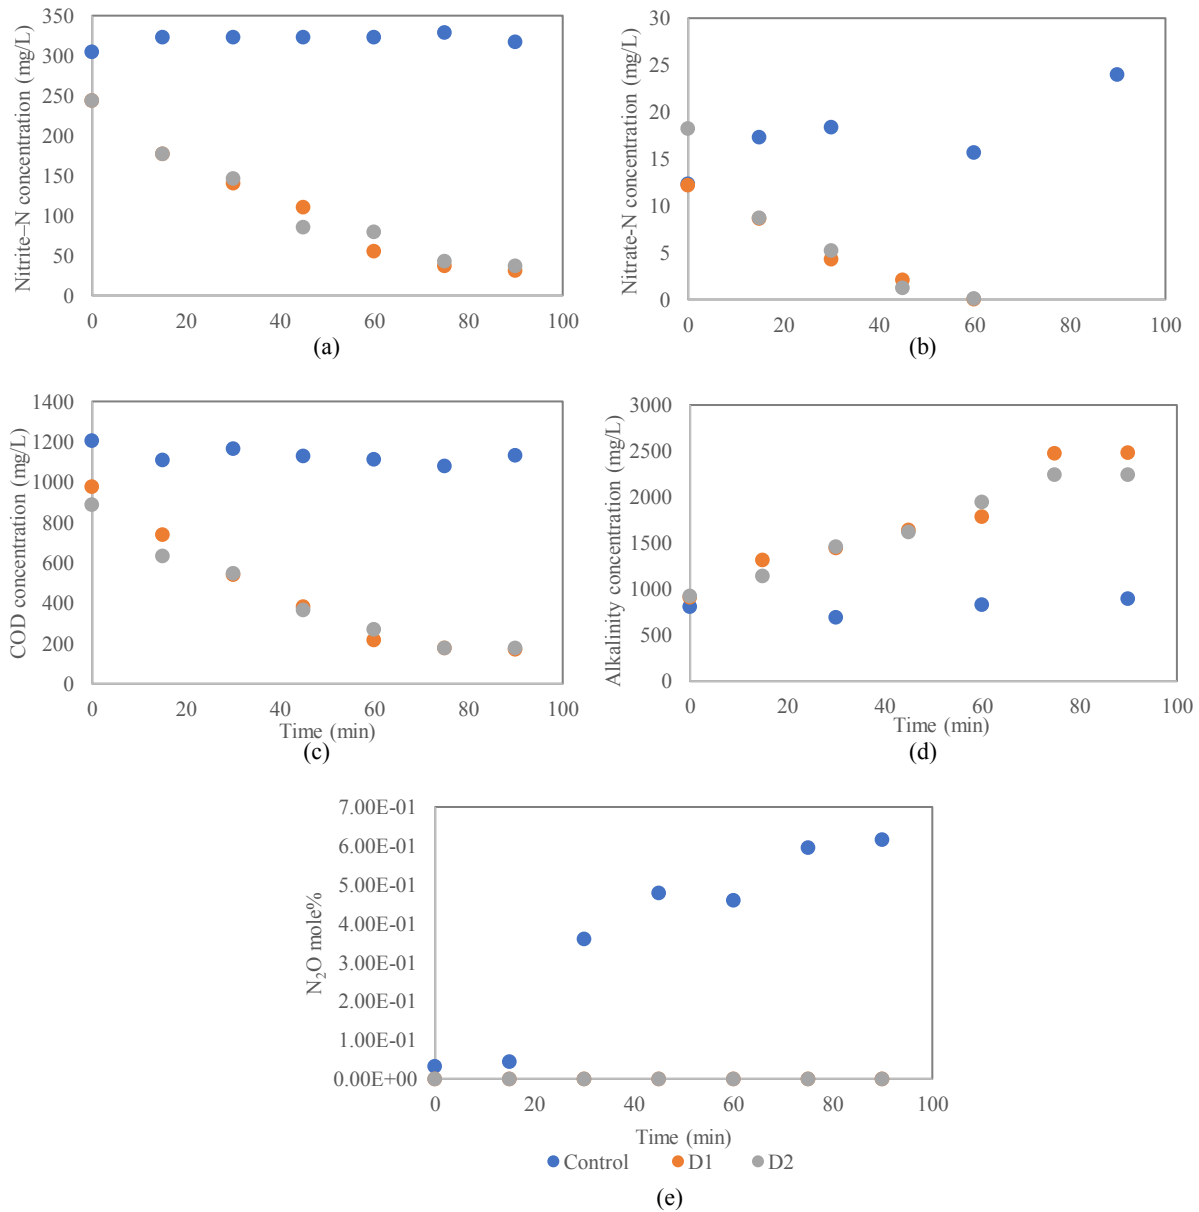 350
300
250
200
150
100
50
0
0 20 40 60 80 100
Nitrite–N concentration (mg/L)
(a)
30
25
20
15
10
5
0
0 20 40 60 80 100
Nitrate-N concentration (mg/L)
(b)
1400
1200
1000
800
600
400
200
0
0 20 40 60 80 100
COD concentration (mg/L)
Time (min)
(c)
3000
2500
2000
1500
1000
500
0
0 20 40 60 80 100
Alkalinity concentration (mg/L)
Time (min)
(d)
7.00E-01
6.00E-01
5.00E-01
4.00E-01
3.00E-01
2.00E-01
1.00E-01
0.00E+00
0 20 40 60 80 100
N₂O mole%
Time (min)
Control D1 D2
(e)